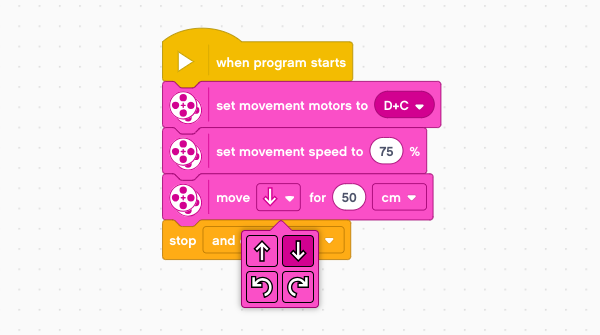 when program starts
set movement motors to D+C
set movement speed to 75 %
move for 50 cm
stop and